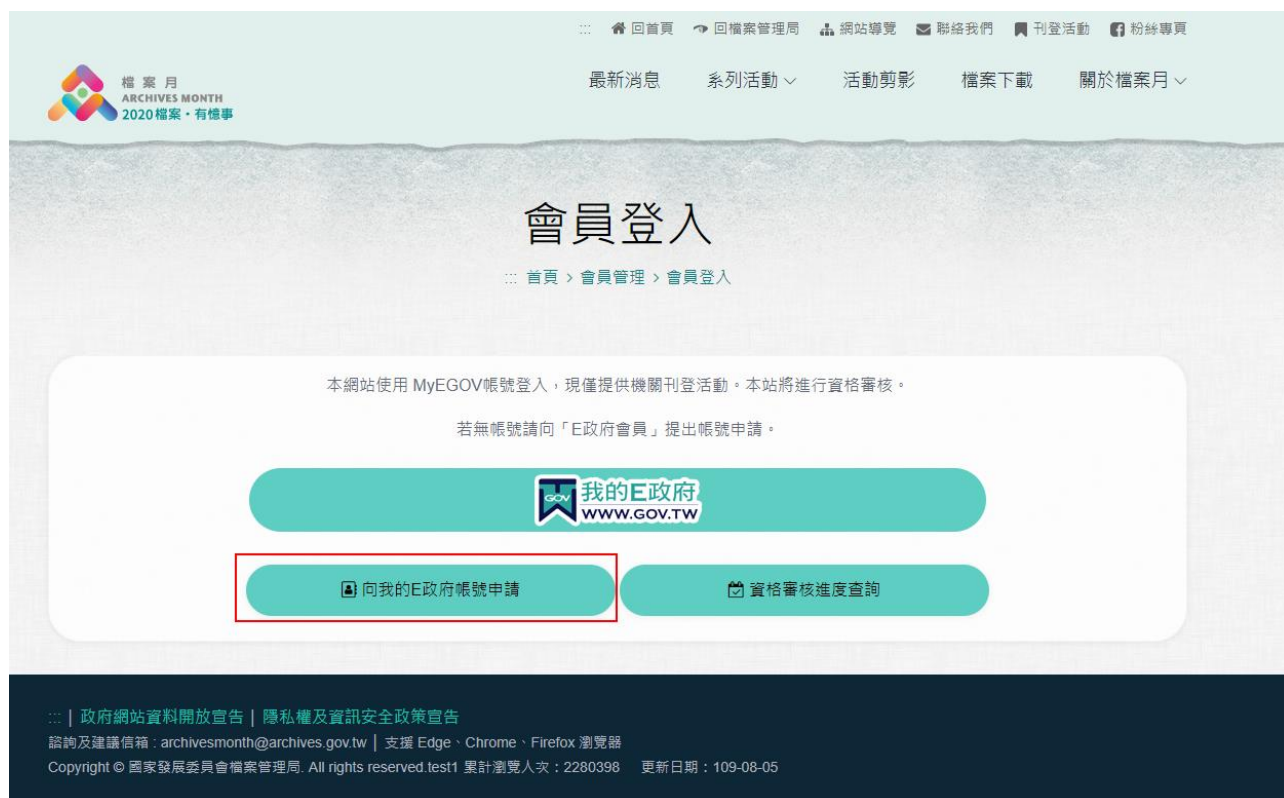 ::: 回首頁 回檔案管理局 網站導覽 聯絡我們 刊登活動 粉絲專頁
檔案月
ARCHIVES MONTH
2020檔案・有憶事
最新消息 系列活動 活動剪影 檔案下載 關於檔案月
會員登入
::: 首頁 > 會員管理 > 會員登入
本網站使用 MyEGOV帳號登入，現僅提供機關刊登活動。本站將進行資格審核。
若無帳號請向「E政府會員」提出帳號申請。
GOV 我的E政府
WWW.GOV.TW
向我的E政府帳號申請 資格審核進度查詢
::: | 政府網站資料開放宣告 | 隱私權及資訊安全政策宣告
諮詢及建議信箱 : archivesmonth@archives.gov.tw | 支援 Edge、Chrome、Firefox 瀏覽器
Copyright © 國家發展委員會檔案管理局. All rights reserved.test1 累計瀏覽人次：2280398 更新日期：109-08-05